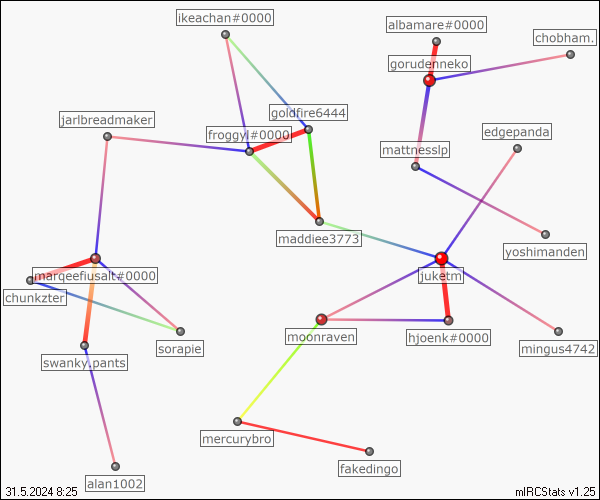 ikeachan#0000
albamare#0000
chobham.
gorudenneko
goldfire6444
jarlbreadmaker
froggyl#0000
edgepanda
mattnesslp
maddiee3773
yoshimanden
marqeefiusalt#0000
juketm
chunkzter
moonraven
hjoenk#0000
mingus4742
sorapie
swanky.pants
mercurybro
fakedingo
alan1002
31.5.2024 8:25
mIRCStats v1.25